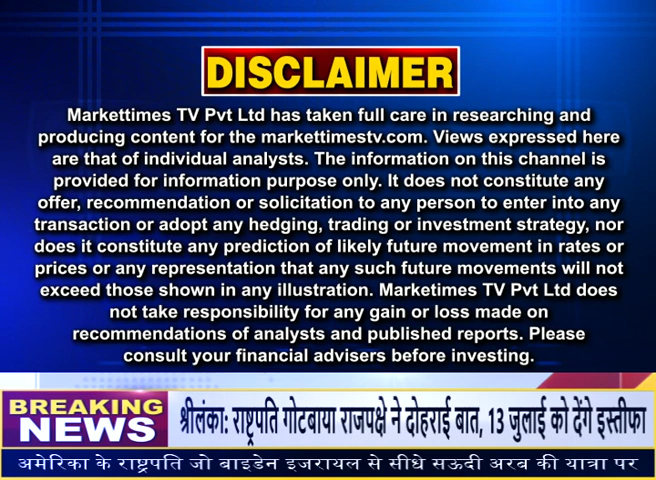 DISCLAIMER
Markettimes TV Pvt Ltd has taken full care in researching and
producing content for the markettimestv.com. Views expressed here
are that of individual analysts. The information on this channel is
provided for information purpose only. It does not constitute any
offer, recommendation or solicitation to any person to enter into any
transaction or adopt any hedging, trading or investment strategy, nor
does it constitute any prediction of likely future movement in rates or
prices or any representation that any such future movements will not
exceed those shown in any illustration. Marketimes TV Pvt Ltd does
not take responsibility for any gain or loss made on
recommendations of analysts and published reports. Please
consult your financial advisers before investing.
BREAKING
NEWS
श्रीलंका: राष्ट्रपति गोटबाया राजपक्षे ने दोहराई बात, 13 जुलाई को देंगे इस्तीफा
अमेरिका के राष्ट्रपति जो बाइडेन इजरायल से सीधे सऊदी अरब की यात्रा पर